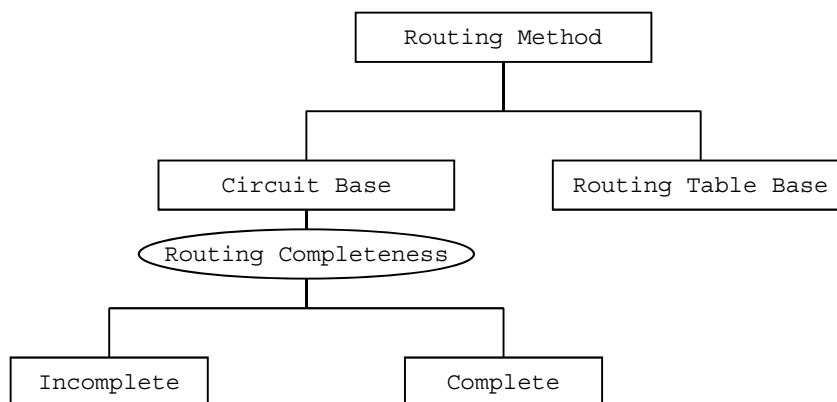 Routing Method
Circuit Base
Routing Table Base
Routing Completeness
Incomplete
Complete